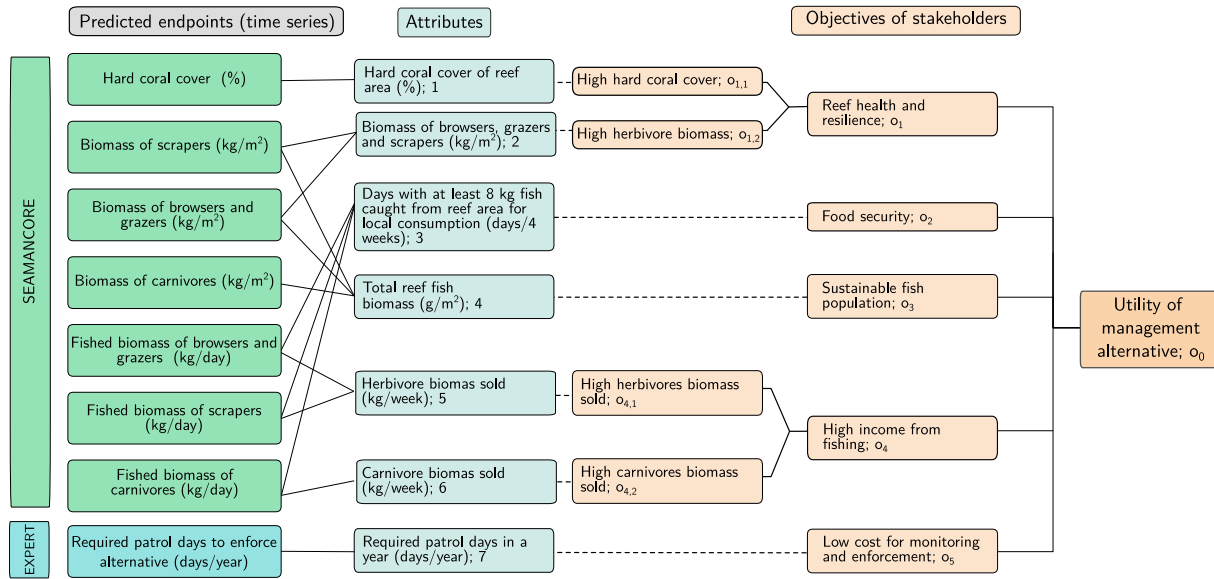 Predicted endpoints (time series)
Attributes
Objectives of stakeholders
SEAMANCORE
Hard coral cover (%)
Biomass of scrapers (kg/m²)
Biomass of browsers and
grazers (kg/m²)
Biomass of carnivores (kg/m²)
Fished biomass of browsers and
grazers (kg/day)
Fished biomass of scrapers
(kg/day)
Fished biomass of
carnivores (kg/day)
EXPERT
Required patrol days to enforce
alternative (days/year)
Hard coral cover of reef
area (%); 1
Biomass of browsers, grazers
and scrapers (kg/m²); 2
Days with at least 8 kg fish
caught from reef area for
local consumption (days/4
weeks); 3
Total reef fish
biomass (g/m²); 4
Herbivore biomas sold
(kg/week); 5
Carnivore biomas sold
(kg/week); 6
Required patrol days in a
year (days/year); 7
High hard coral cover; o₁,₁
High herbivore biomass; o₁,₂
High herbivores biomass
sold; o₄,₁
High carnivores biomass
sold; o₄,₂
Reef health and
resilience; o₁
Food security; o₂
Sustainable fish
population; o₃
High income from
fishing; o₄
Low cost for monitoring
and enforcement; o₅
Utility of
management
alternative; o₀